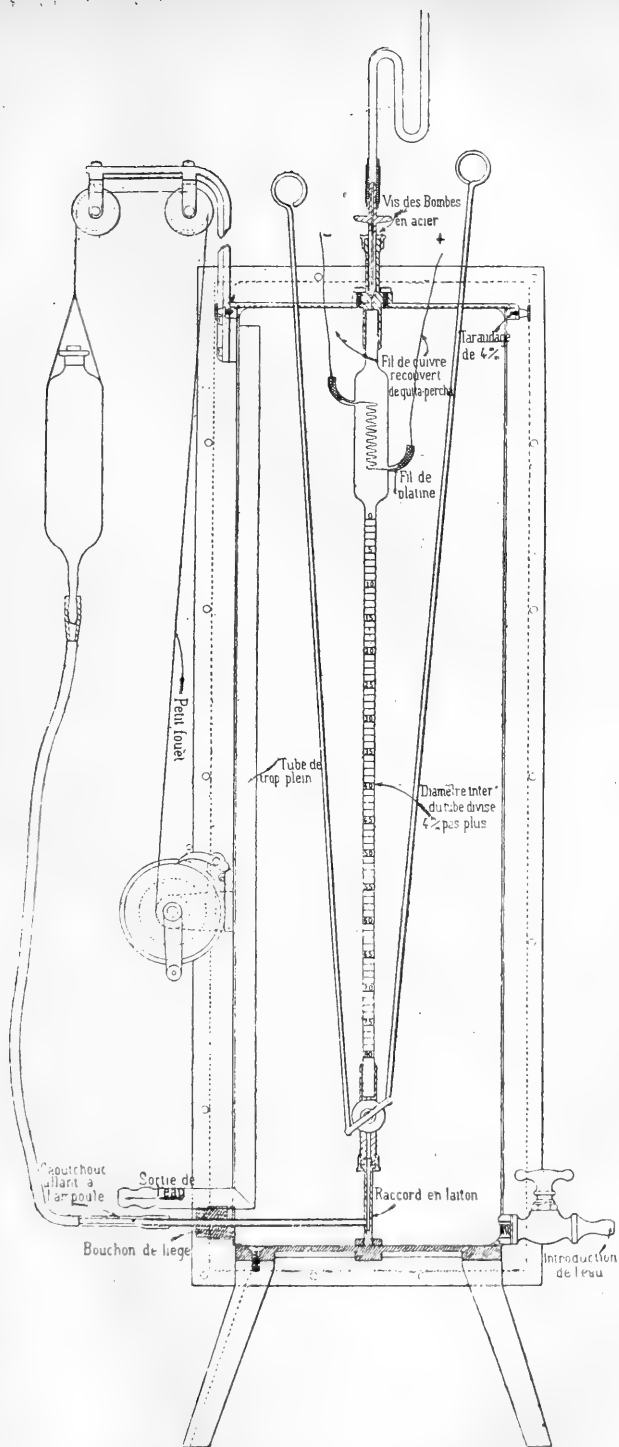 Vis des Bombes
en acier
-
+
Taraudage
de 4%
Fil de cuivre
recouvert
de gutta-percha
Fil de
platine
Petit fouet
Tube de
trop plein
Diamètre inter^r
du tube divisé
4% pas plus
Caoutchouc
allant à
l'ampoule
Sortie de
l'eau
Raccord en laiton
Bouchon de liège
Introduction
de l'eau